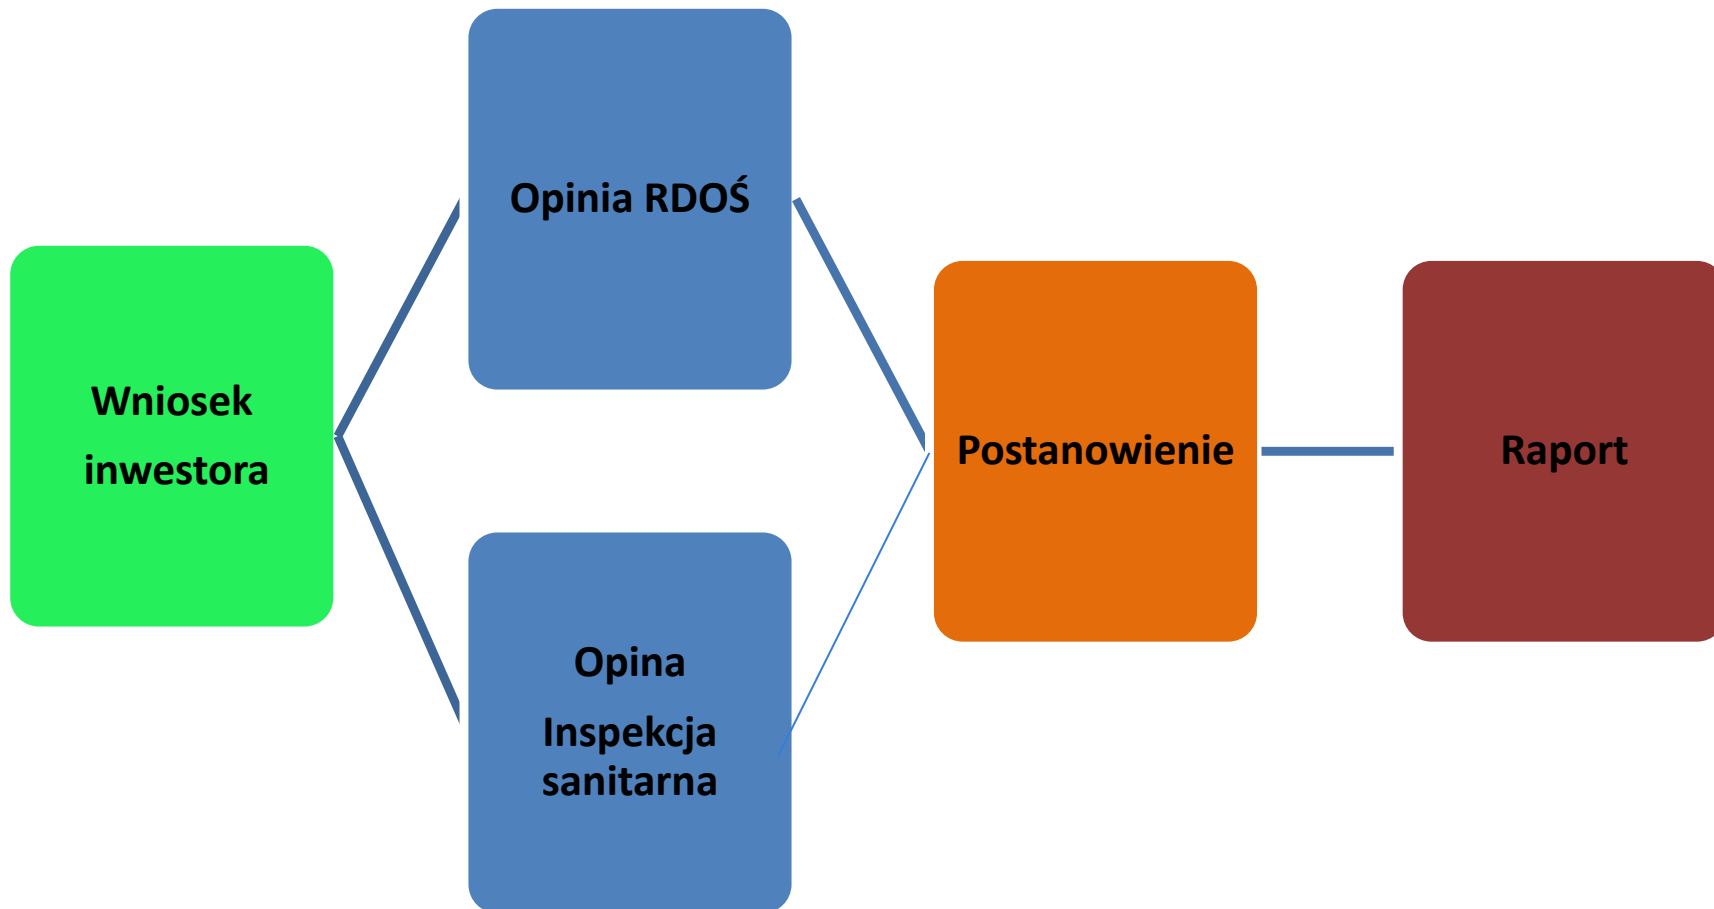 Wniosek
inwestora
Opinia RDOŚ
Opina
Inspekcja
sanitarna
Postanowienie
Raport